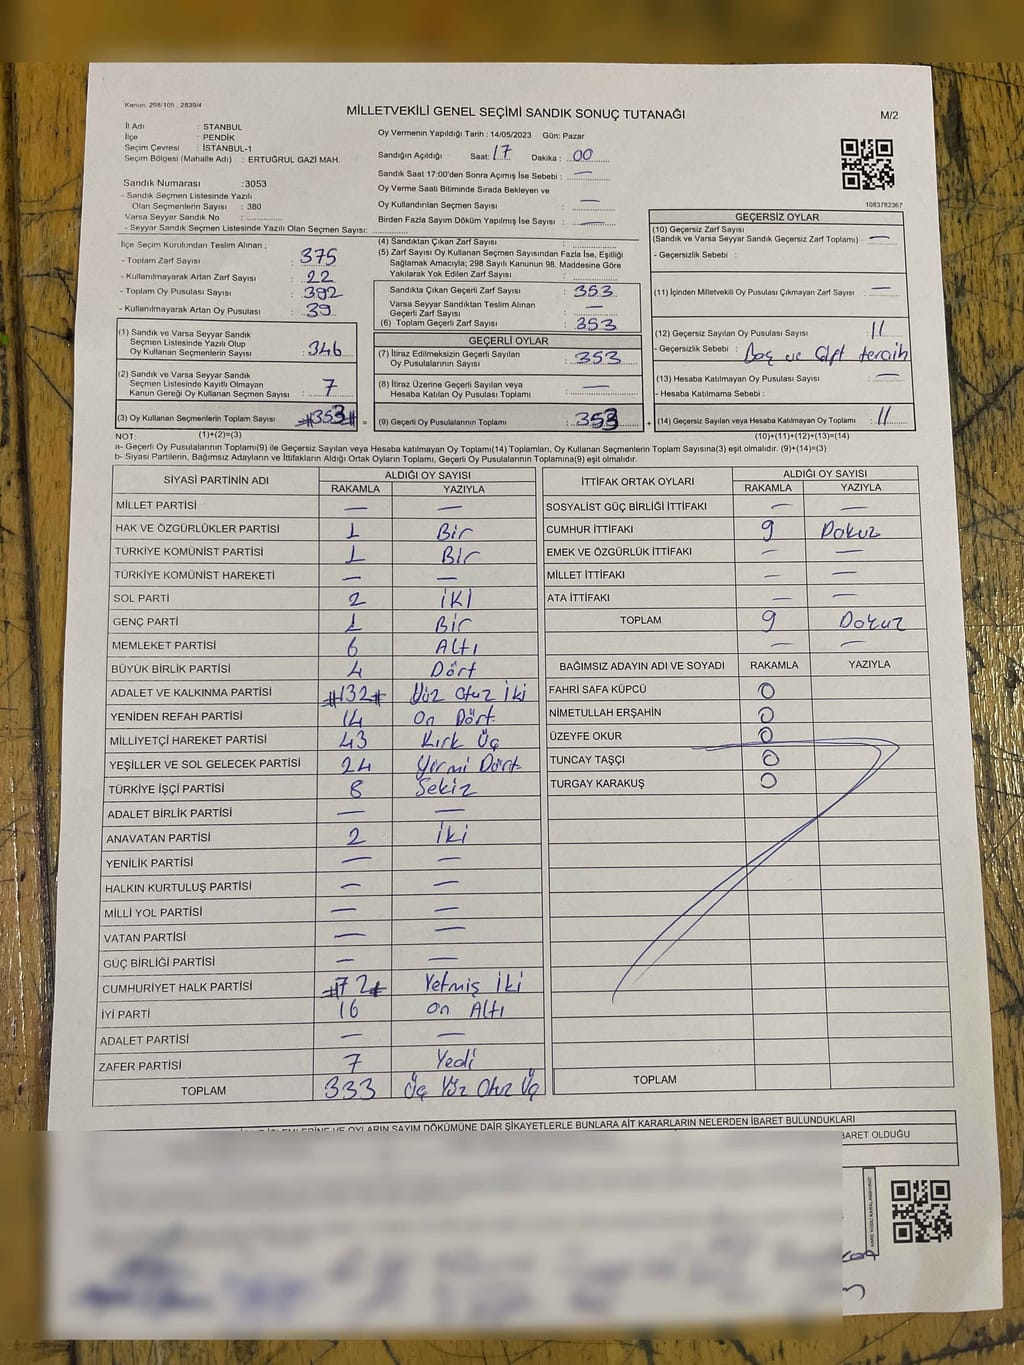 Kanun: 298/105 , 2839/4
MİLLETVEKİLİ GENEL SEÇİMİ SANDIK SONUÇ TUTANAĞI
M/2
İl Adı : STANBUL
İlçe : PENDİK
Seçim Çevresi : İSTANBUL-1
Seçim Bölgesi (Mahalle Adı) : ERTUĞRUL GAZİ MAH.
Oy Vermenin Yapıldığı Tarih : 14/05/2023 Gün: Pazar
Sandığın Açıldığı Saat: 17 Dakika : 00
Sandık Saat 17:00'den Sonra Açımış İse Sebebi : —
Oy Verme Saati Bitiminde Sırada Bekleyen ve
Oy Kullandırılan Seçmen Sayısı : —
Birden Fazla Sayım Döküm Yapılmış İse Sayısı : —
1083782367
Sandık Numarası :3053
- Sandık Seçmen Listesinde Yazılı
Olan Seçmenlerin Sayısı : 380
Varsa Seyyar Sandık No :
- Seyyar Sandık Seçmen Listesinde Yazılı Olan Seçmen Sayısı:
İlçe Seçim Kurulundan Teslim Alınan ;
- Toplam Zarf Sayısı : 375
- Kullanılmayarak Artan Zarf Sayısı : 22
- Toplam Oy Pusulası Sayısı : 392
- Kullanılmayarak Artan Oy Pusulası : 39
(1) Sandık ve Varsa Seyyar Sandık
Seçmen Listesinde Yazılı Olup
Oy Kullanan Seçmenlerin Sayısı : 346
(2) Sandık ve Varsa Seyyar Sandık
Seçmen Listesinde Kayıtlı Olmayan
Kanun Gereği Oy Kullanan Seçmen Sayısı : 7
(3) Oy Kullanan Seçmenlerin Toplam Sayısı #353# =
(4) Sandıktan Çıkan Zarf Sayısı :
(5) Zarf Sayısı Oy Kullanan Seçmen Sayısından Fazla İse, Eşitliği
Sağlamak Amacıyla; 298 Sayılı Kanunun 98. Maddesine Göre
Yakılarak Yok Edilen Zarf Sayısı :
Sandıkta Çıkan Geçerli Zarf Sayısı : 353
Varsa Seyyar Sandıktan Teslim Alınan
Geçerli Zarf Sayısı : —
(6) Toplam Geçerli Zarf Sayısı : 353
GEÇERLİ OYLAR
(7) İtiraz Edilmeksizin Geçerli Sayılan
Oy Pusulalarının Sayısı : 353
(8) İtiraz Üzerine Geçerli Sayılan veya
Hesaba Katılan Oy Pusulası Toplamı : —
(9) Geçerli Oy Pusulalarının Toplamı : 353 +
GEÇERSİZ OYLAR
(10) Geçersiz Zarf Sayısı
(Sandık ve Varsa Seyyar Sandık Geçersiz Zarf Toplamı) : —
- Geçersizlik Sebebi :
(11) İçinden Milletvekili Oy Pusulası Çıkmayan Zarf Sayısı : —
(12) Geçersiz Sayılan Oy Pusulası Sayısı : 11
- Geçersizlik Sebebi : Boş ve Çift tercih
(13) Hesaba Katılmayan Oy Pusulası Sayısı : —
- Hesaba Katılmama Sebebi :
(14) Geçersiz Sayılan veya Hesaba Katılmayan Oy Toplamı : 11
NOT: (1)+(2)=(3) (10)+(11)+(12)+(13)=(14)
a- Geçerli Oy Pusulalarının Toplamı(9) ile Geçersiz Sayılan veya Hesaba katılmayan Oy Toplamı(14) Toplamları, Oy Kullanan Seçmenlerin Toplam Sayısına(3) eşit olmalıdır. (9)+(14)=(3)
b- Siyasi Partilerin, Bağımsız Adayların ve İttifakların Aldığı Ortak Oyların Toplamı, Geçerli Oy Pusulalarının Toplamına(9) eşit olmalıdır.
SİYASİ PARTİNİN ADI ALDIĞI OY SAYISI
RAKAMLA YAZIYLA
MİLLET PARTİSİ — —
HAK VE ÖZGÜRLÜKLER PARTİSİ 1 Bir
TÜRKİYE KOMÜNİST PARTİSİ 1 Bir
TÜRKİYE KOMÜNİST HAREKETİ — —
SOL PARTİ 2 iKİ
GENÇ PARTİ 1 Bir
MEMLEKET PARTİSİ 6 Altı
BÜYÜK BİRLİK PARTİSİ 4 Dört
ADALET VE KALKINMA PARTİSİ #132# Yüz Otuz İki
YENİDEN REFAH PARTİSİ 14 On Dört
MİLLİYETÇİ HAREKET PARTİSİ 43 Kırk Üç
YEŞİLLER VE SOL GELECEK PARTİSİ 24 Yirmi Dört
TÜRKİYE İŞÇİ PARTİSİ 8 Sekiz
ADALET BİRLİK PARTİSİ — —
ANAVATAN PARTİSİ 2 İki
YENİLİK PARTİSİ — —
HALKIN KURTULUŞ PARTİSİ — —
MİLLİ YOL PARTİSİ — —
VATAN PARTİSİ — —
GÜÇ BİRLİĞİ PARTİSİ — —
CUMHURİYET HALK PARTİSİ #72# Yetmiş İki
İYİ PARTİ 16 On Altı
ADALET PARTİSİ — —
ZAFER PARTİSİ 7 Yedi
TOPLAM 333 Üç Yüz Otuz Üç
İTTİFAK ORTAK OYLARI ALDIĞI OY SAYISI
RAKAMLA YAZIYLA
SOSYALİST GÜÇ BİRLİĞİ İTTİFAKI — —
CUMHUR İTTİFAKI 9 Dokuz
EMEK VE ÖZGÜRLÜK İTTİFAKI — —
MİLLET İTTİFAKI — —
ATA İTTİFAKI — —
TOPLAM 9 Dokuz
— —
BAĞIMSIZ ADAYIN ADI VE SOYADI RAKAMLA YAZIYLA
FAHRİ SAFA KÜPCÜ 0
NİMETULLAH ERŞAHİN 0
ÜZEYFE OKUR 0
TUNCAY TAŞÇI 0
TURGAY KARAKUŞ 0
TOPLAM
İŞLEMLERİNE VE OYLARIN SAYIM DÖKÜMÜNE DAİR ŞİKAYETLERLE BUNLARA AİT KARARLARIN NELERDEN İBARET BULUNDUKLARI
BARET OLDUĞU